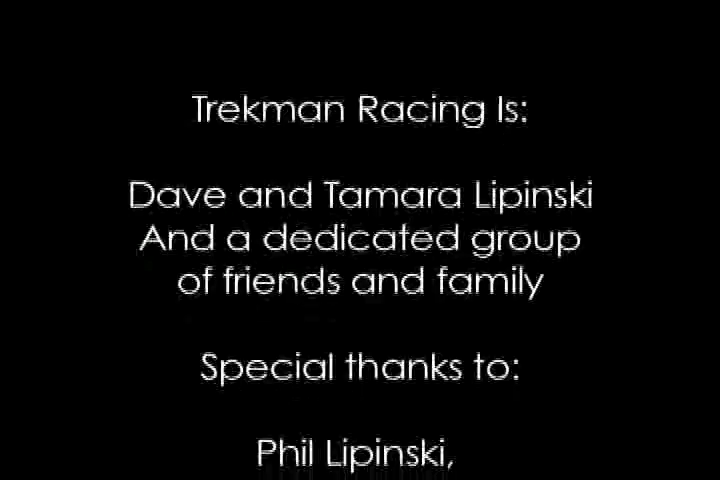 Trekman Racing Is:
Dave and Tamara Lipinski
And a dedicated group
of friends and family
Special thanks to:
Phil Lipinski,